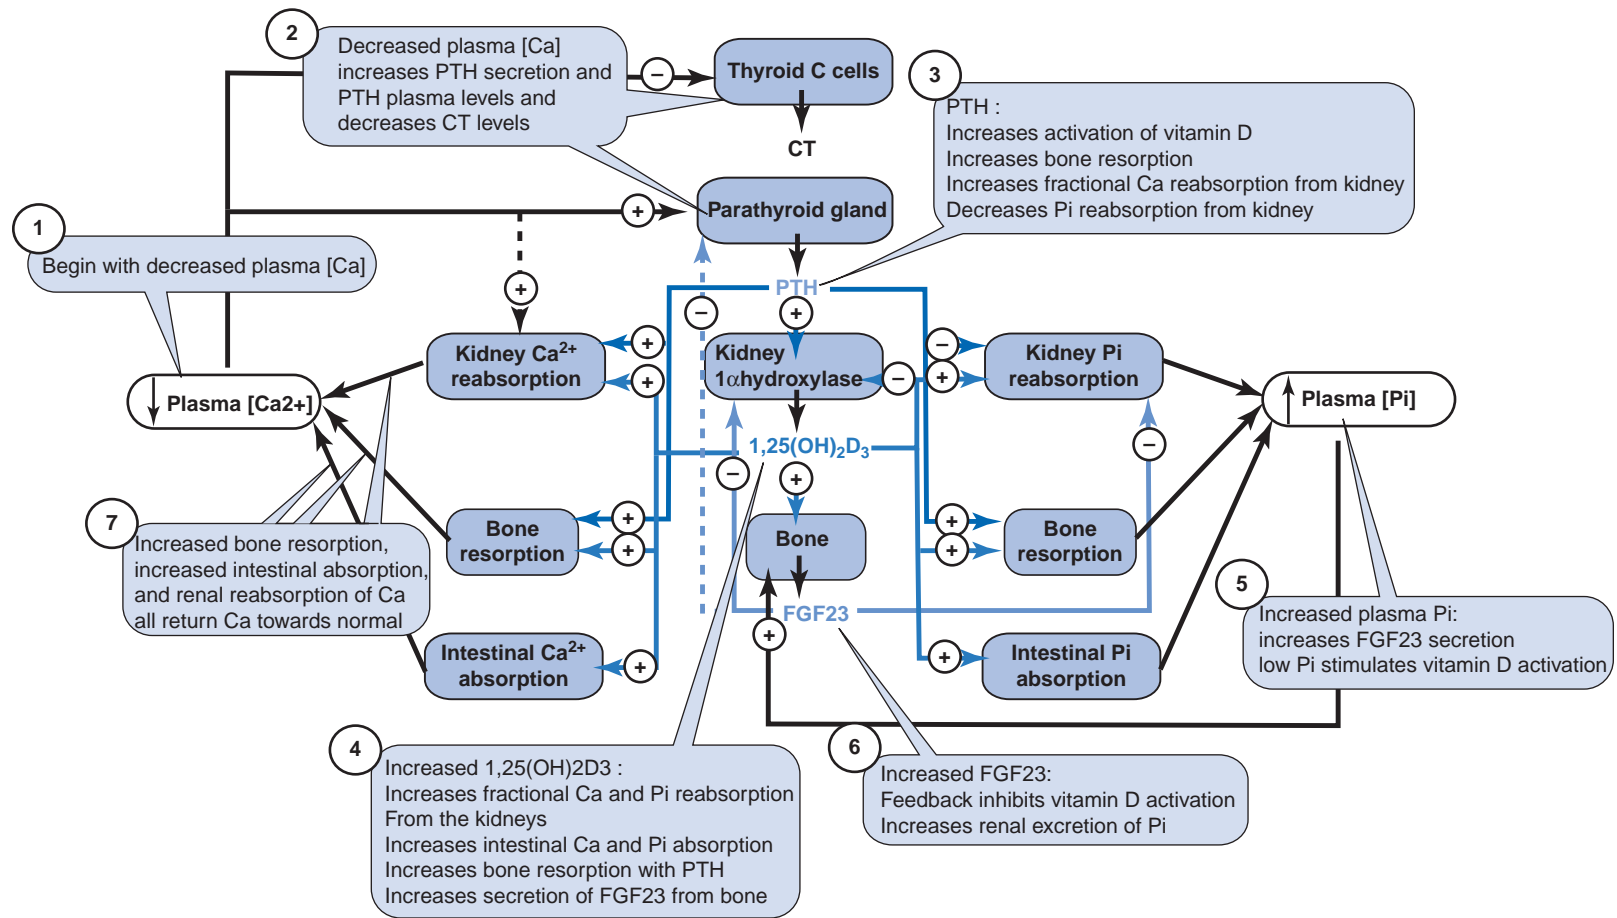 2
Decreased plasma [Ca]
increases PTH secretion and
PTH plasma levels and
decreases CT levels
−
Thyroid C cells
CT
3
PTH :
Increases activation of vitamin D
Increases bone resorption
Increases fractional Ca reabsorption from kidney
Decreases Pi reabsorption from kidney
1
Begin with decreased plasma [Ca]
+
Parathyroid gland
+
−
PTH
+
Kidney Ca²⁺
reabsorption
+
+
Kidney
1αhydroxylase
−
−
+
Kidney Pi
reabsorption
↓ Plasma [Ca2+]
↑ Plasma [Pi]
−
−
1,25(OH)₂D₃
+
7
Increased bone resorption,
increased intestinal absorption,
and renal reabsorption of Ca
all return Ca towards normal
Bone
resorption
+
+
Bone
+
+
Bone
resorption
FGF23
+
5
Increased plasma Pi:
increases FGF23 secretion
low Pi stimulates vitamin D activation
Intestinal Ca²⁺
absorption
+
+
Intestinal Pi
absorption
4
Increased 1,25(OH)2D3 :
Increases fractional Ca and Pi reabsorption
From the kidneys
Increases intestinal Ca and Pi absorption
Increases bone resorption with PTH
Increases secretion of FGF23 from bone
6
Increased FGF23:
Feedback inhibits vitamin D activation
Increases renal excretion of Pi